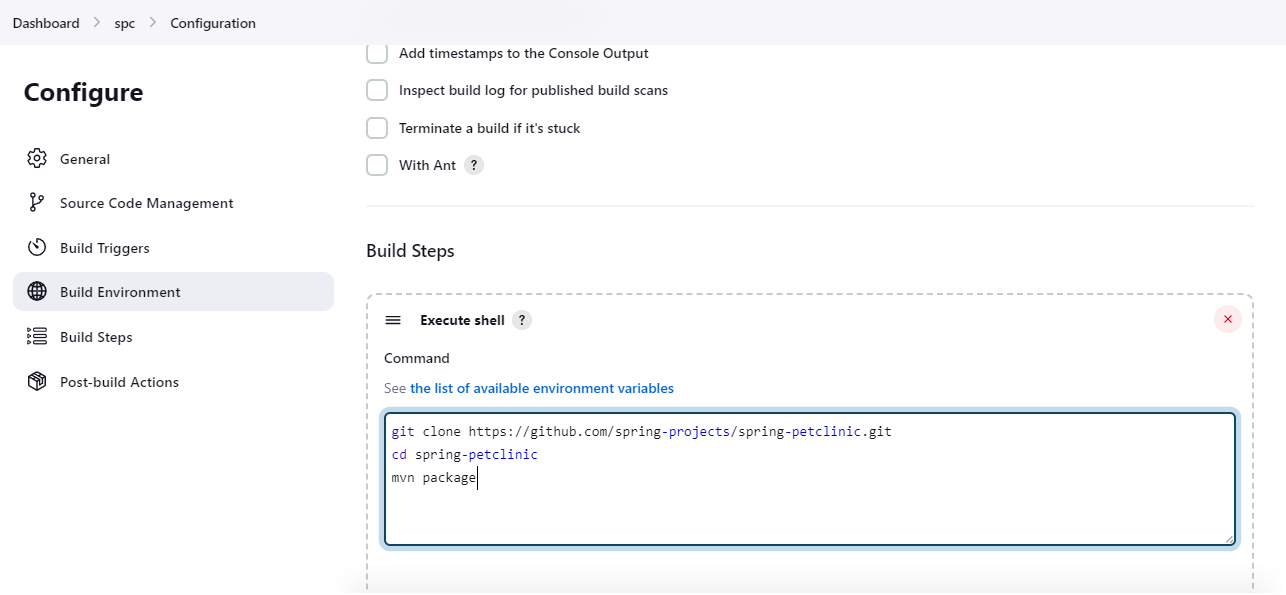 Dashboard > spc > Configuration
Configure
General
Source Code Management
Build Triggers
Build Environment
Build Steps
Post-build Actions
Add timestamps to the Console Output
Inspect build log for published build scans
Terminate a build if it's stuck
With Ant ?
Build Steps
Execute shell ?
Command
See the list of available environment variables
git clone https://github.com/spring-projects/spring-petclinic.git
cd spring-petclinic
mvn package